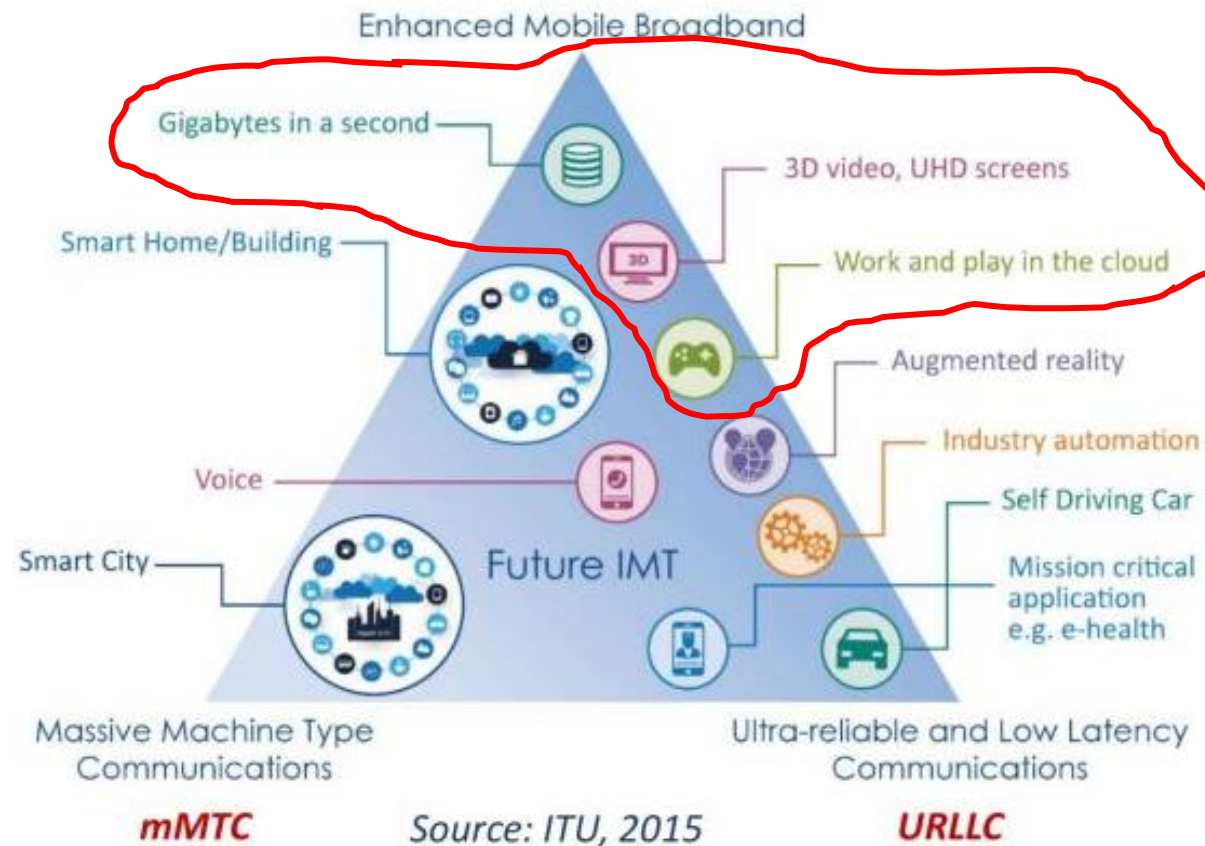 Enhanced Mobile Broadband
Gigabytes in a second
3D video, UHD screens
3D
Smart Home/Building
Work and play in the cloud
Augmented reality
Industry automation
Voice
Self Driving Car
Smart City
Future IMT
Mission critical
application
e.g. e-health
Massive Machine Type
Communications
Ultra-reliable and Low Latency
Communications
mMTC
Source: ITU, 2015
URLLC